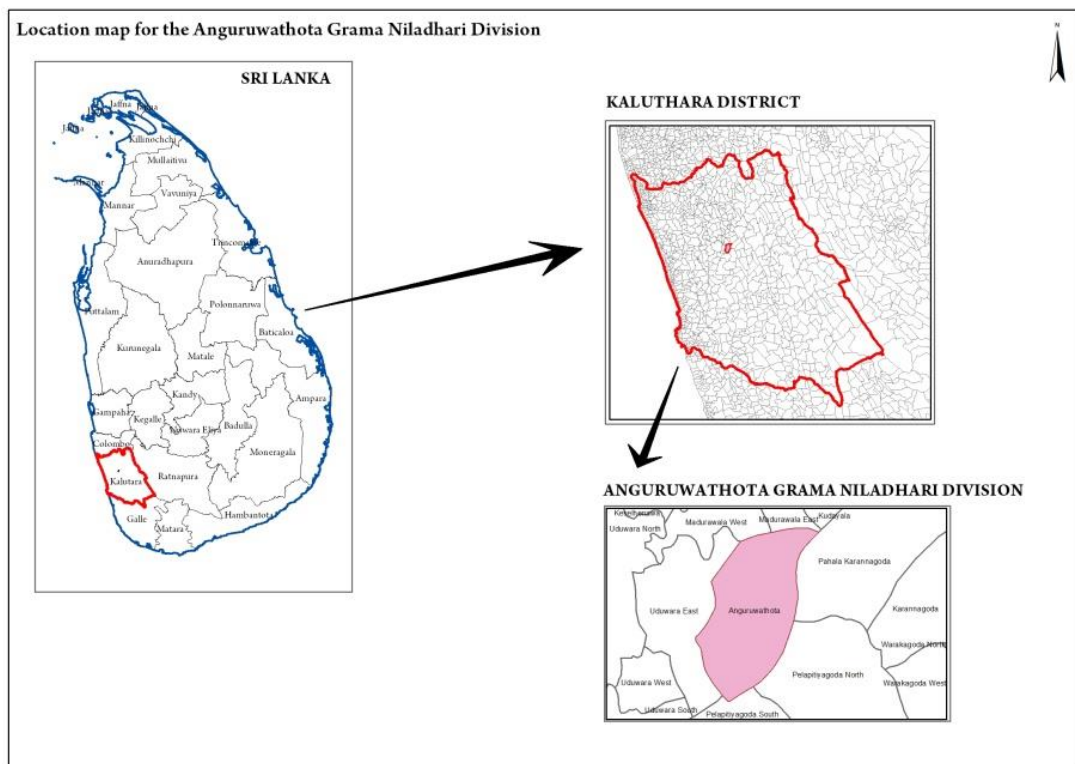 Location map for the Anguruwathota Grama Niladhari Division
N
SRI LANKA
Jaffna
Jaffna
Killinochchi
Mullaitivu
Vavuniya
Mannar
Mannar
Anuradhapura
Polonnaruwa
Puttalam
Baticaloa
Kurunegala
Matale
Kandy
Ampara
Gampaha
Kegalle
Nuwara Eliya
Badulla
Colombo
Moneragala
Kalutara
Ratnapura
Galle
Matara
Hambantota
KALUTHARA DISTRICT
ANGURUWATHOTA GRAMA NILADHARI DIVISION
Uduwara North
Madurawala West
Madurawala East
Kudayala
Pahala Karannagoda
Uduwara East
Anguruwathota
Karannagoda
Warakagoda North
Pelapitiyagoda North
Warakagoda West
Uduwara West
Uduwara South
Pelapitiyagoda South